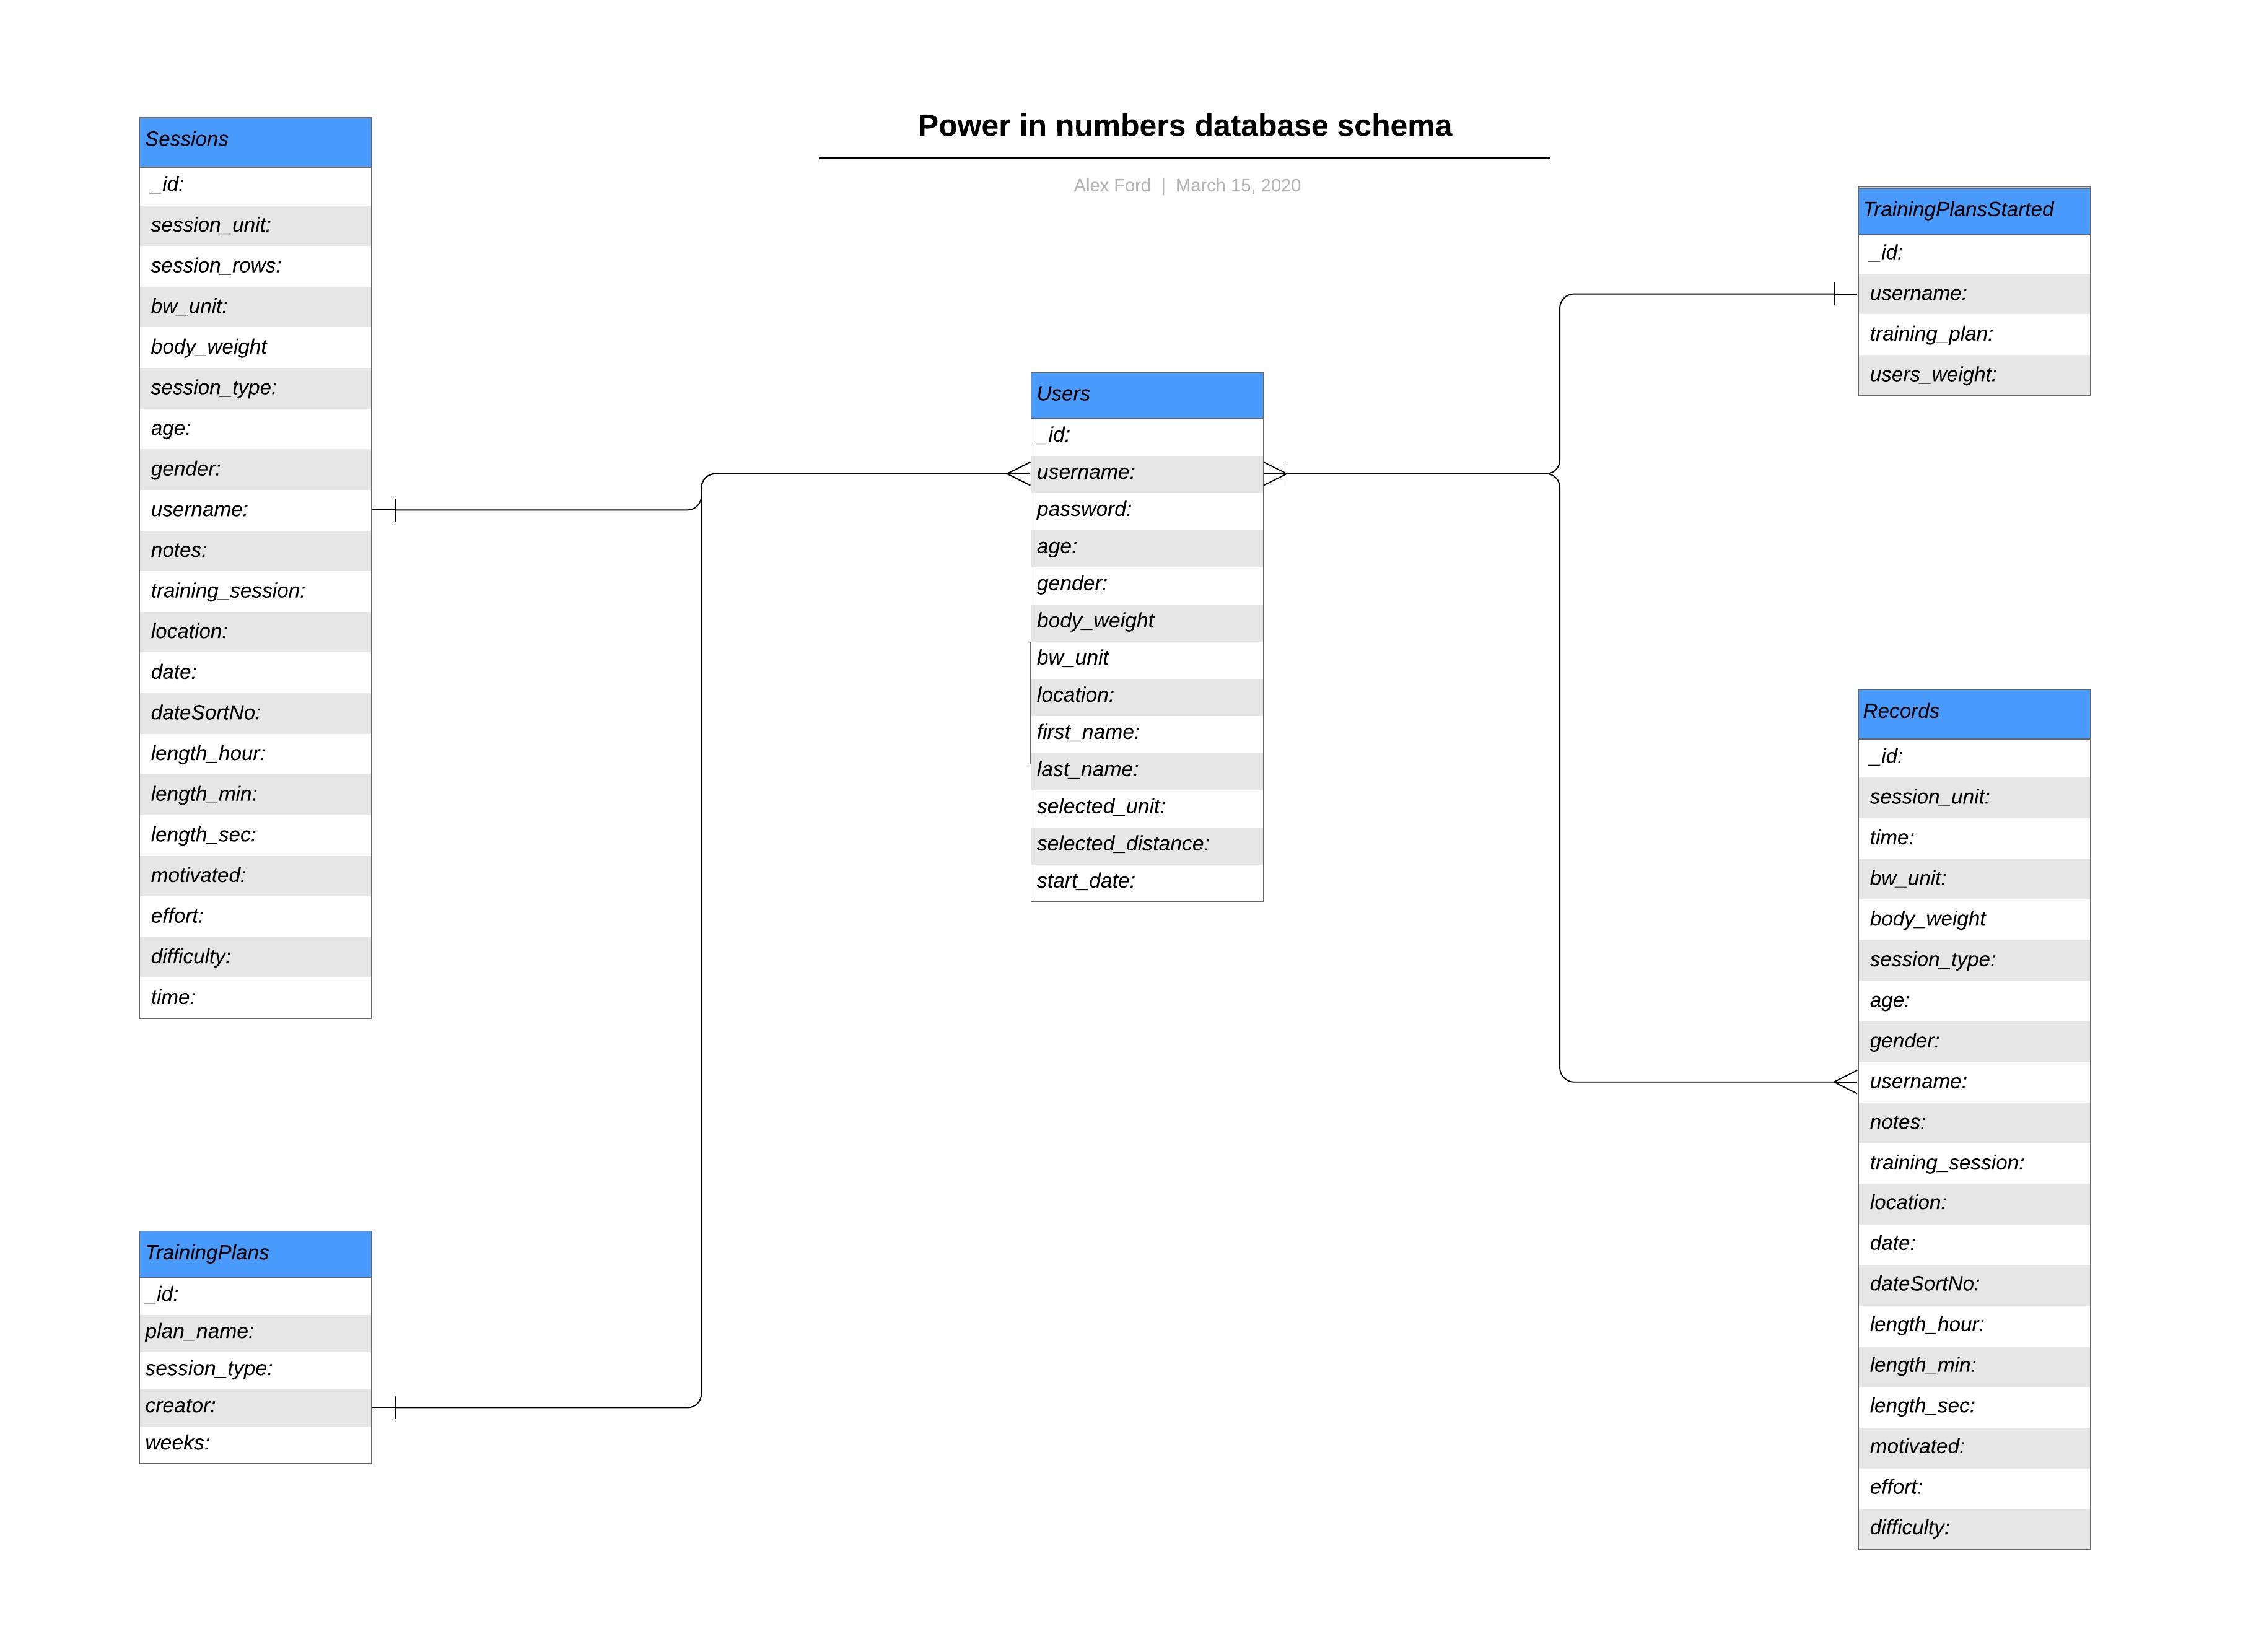 Power in numbers database schema
Alex Ford | March 15, 2020
Sessions
_id:
session_unit:
session_rows:
bw_unit:
body_weight
session_type:
age:
gender:
username:
notes:
training_session:
location:
date:
dateSortNo:
length_hour:
length_min:
length_sec:
motivated:
effort:
difficulty:
time:
TrainingPlans
_id:
plan_name:
session_type:
creator:
weeks:
Users
_id:
username:
password:
age:
gender:
body_weight
bw_unit
location:
first_name:
last_name:
selected_unit:
selected_distance:
start_date:
TrainingPlansStarted
_id:
username:
training_plan:
users_weight:
Records
_id:
session_unit:
time:
bw_unit:
body_weight
session_type:
age:
gender:
username:
notes:
training_session:
location:
date:
dateSortNo:
length_hour:
length_min:
length_sec:
motivated:
effort:
difficulty: